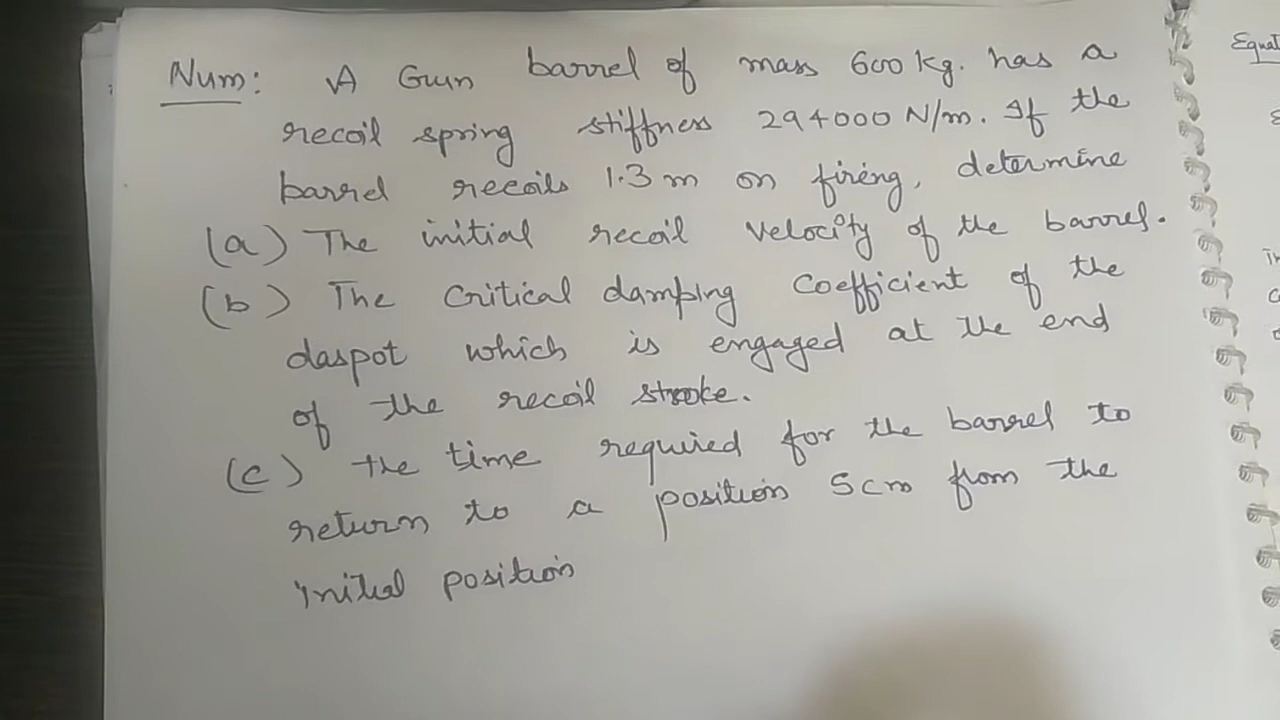 Num: A Gun barrel of mass 600 kg. has a
recoil spring stiffness 294000 N/m. If the
barrel recoils 1.3 m on firing, determine
(a) The initial recoil velocity of the barrel.
(b) The critical damping coefficient of the
daspot which is engaged at the end
of the recoil stroke.
(c) the time required for the barrel to
return to a position 5cm from the
initial position
Equat